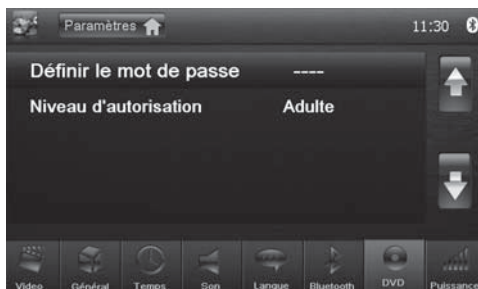 Paramètres
11:30
Définir le mot de passe ----
Niveau d'autorisation Adulte
Video Général Temps Son Langue Bluetooth DVD Puissance